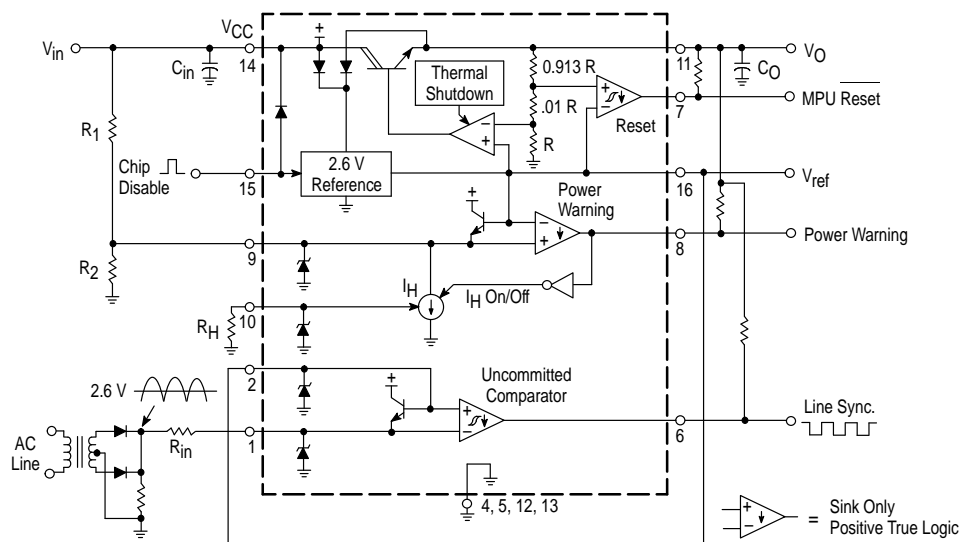 Vin
VCC
14
Cin
Thermal
Shutdown
0.913 R
.01 R
R
Reset
11
CO
VO
7
MPU Reset
R1
Chip
Disable
15
2.6 V
Reference
16
Vref
Power
Warning
8
Power Warning
R2
9
IH
IH On/Off
10
RH
2
2.6 V
Uncommitted
Comparator
AC
Line
Rin
1
6
Line Sync.
4, 5, 12, 13
= Sink Only
Positive True Logic